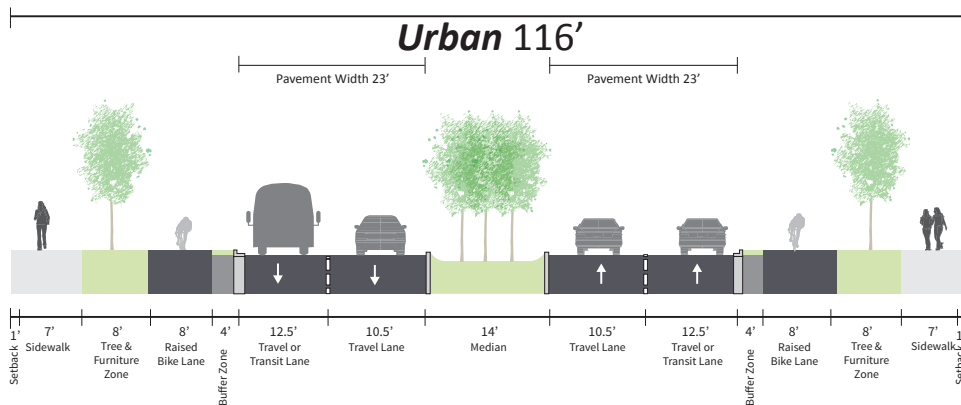 Urban 116’
Pavement Width 23’
Pavement Width 23’
1’
Setback
7’
Sidewalk
8’
Tree &
Furniture
Zone
8’
Raised
Bike Lane
4’
Buffer Zone
12.5’
Travel or
Transit Lane
10.5’
Travel Lane
14’
Median
10.5’
Travel Lane
12.5’
Travel or
Transit Lane
4’
Buffer Zone
8’
Raised
Bike Lane
8’
Tree &
Furniture
Zone
7’
Sidewalk
1
Setback